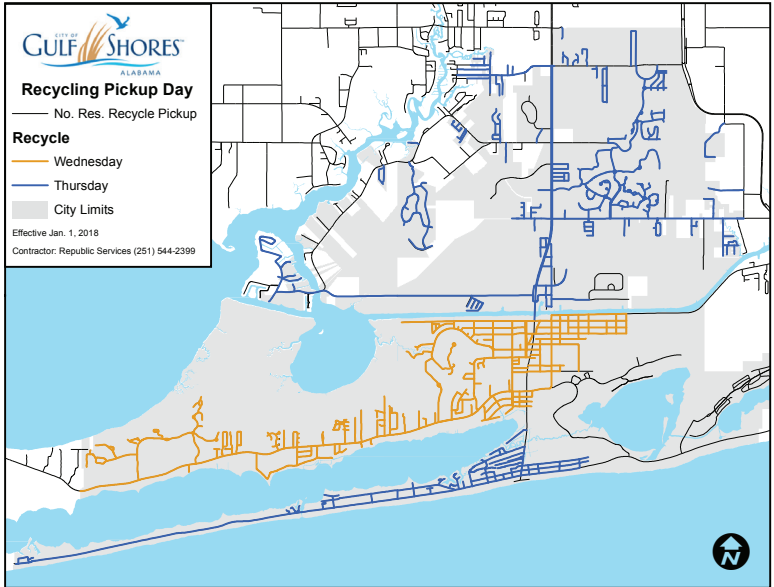 CITY OF
GULF SHORES™
ALABAMA
Recycling Pickup Day
No. Res. Recycle Pickup
Recycle
Wednesday
Thursday
City Limits
Effective Jan. 1, 2018
Contractor: Republic Services (251) 544-2399
N